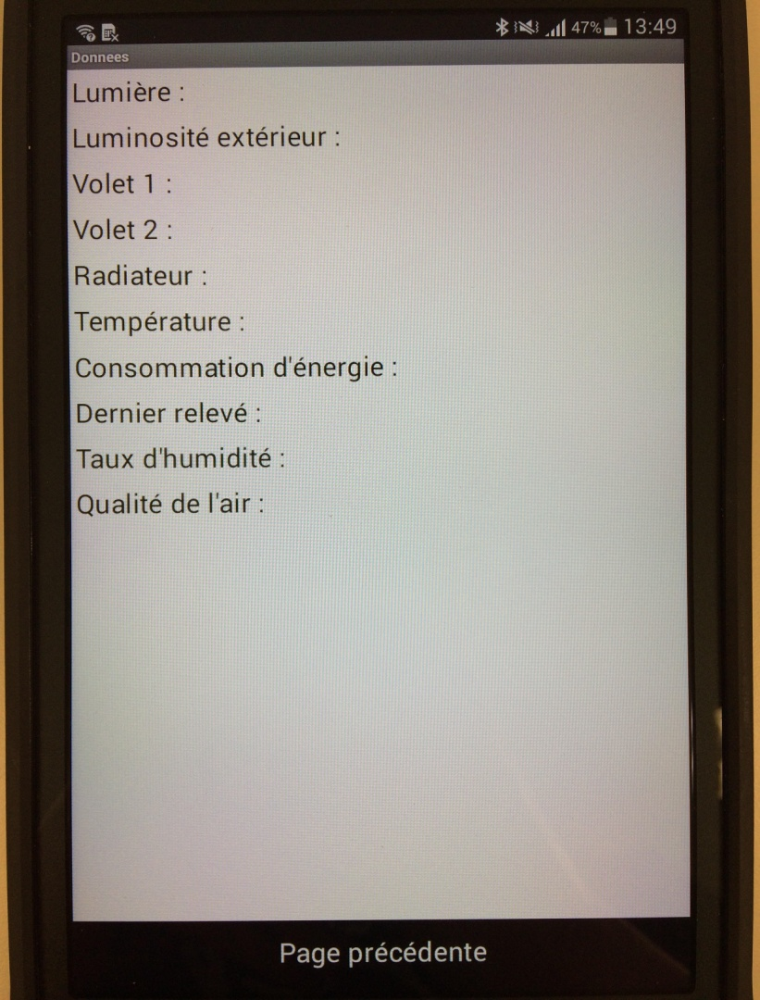 47% 13:49
Donnees
Lumière :
Luminosité extérieur :
Volet 1 :
Volet 2 :
Radiateur :
Température :
Consommation d'énergie :
Dernier relevé :
Taux d'humidité :
Qualité de l'air :
Page précédente